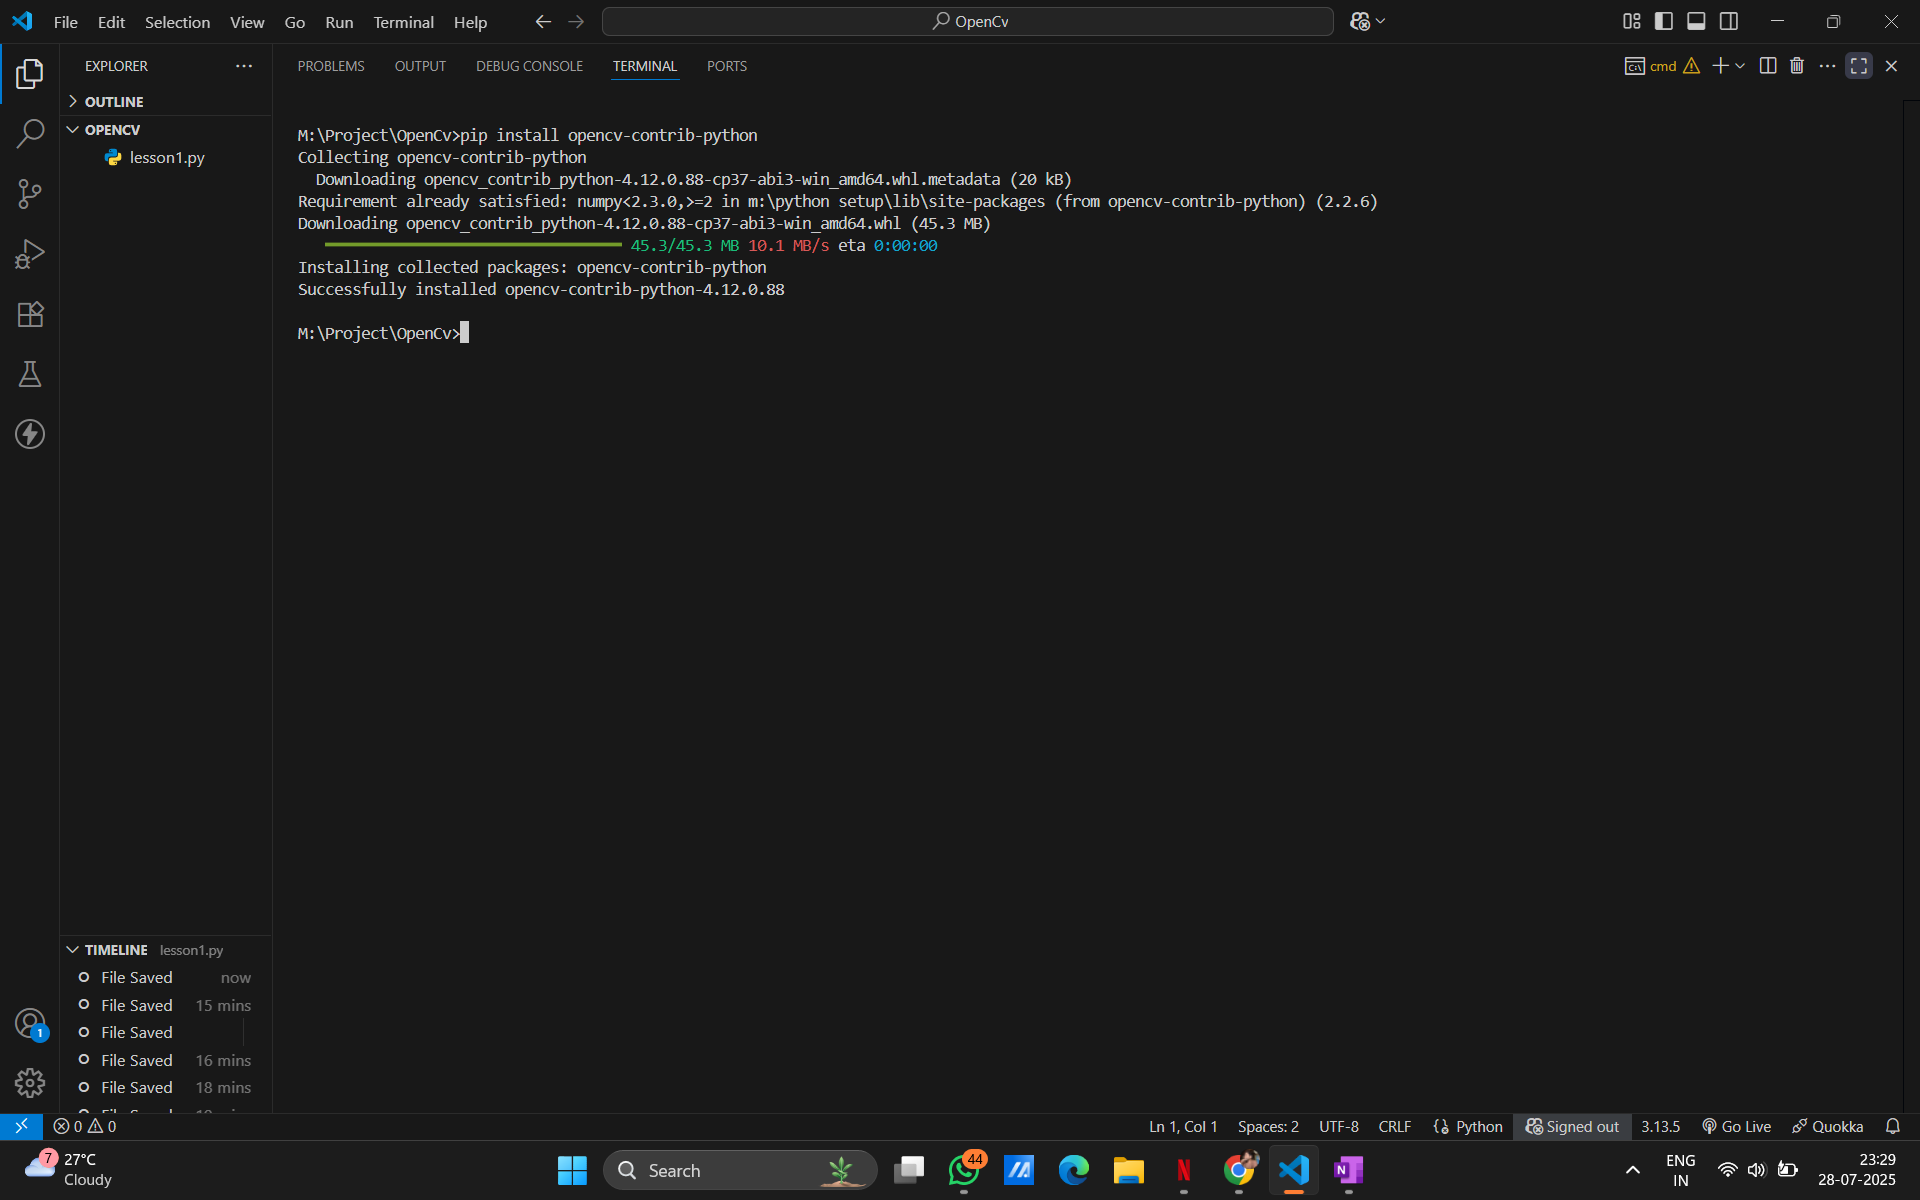 File Edit Selection View Go Run Terminal Help
OpenCv
EXPLORER
OUTLINE
OPENCV
lesson1.py
PROBLEMS OUTPUT DEBUG CONSOLE TERMINAL PORTS
cmd
M:\Project\OpenCv>pip install opencv-contrib-python
Collecting opencv-contrib-python
Downloading opencv_contrib_python-4.12.0.88-cp37-abi3-win_amd64.whl.metadata (20 kB)
Requirement already satisfied: numpy<2.3.0,>=2 in m:\python setup\lib\site-packages (from opencv-contrib-python) (2.2.6)
Downloading opencv_contrib_python-4.12.0.88-cp37-abi3-win_amd64.whl (45.3 MB)
45.3/45.3 MB 10.1 MB/s eta 0:00:00
Installing collected packages: opencv-contrib-python
Successfully installed opencv-contrib-python-4.12.0.88
M:\Project\OpenCv>
TIMELINE lesson1.py
File Saved now
File Saved 15 mins
File Saved
File Saved 16 mins
File Saved 18 mins
1
0 0
Ln 1, Col 1 Spaces: 2 UTF-8 CRLF Python Signed out 3.13.5 Go Live Quokka
7
27°C
Cloudy
Search
44
N
N
ENG
IN
23:29
28-07-2025